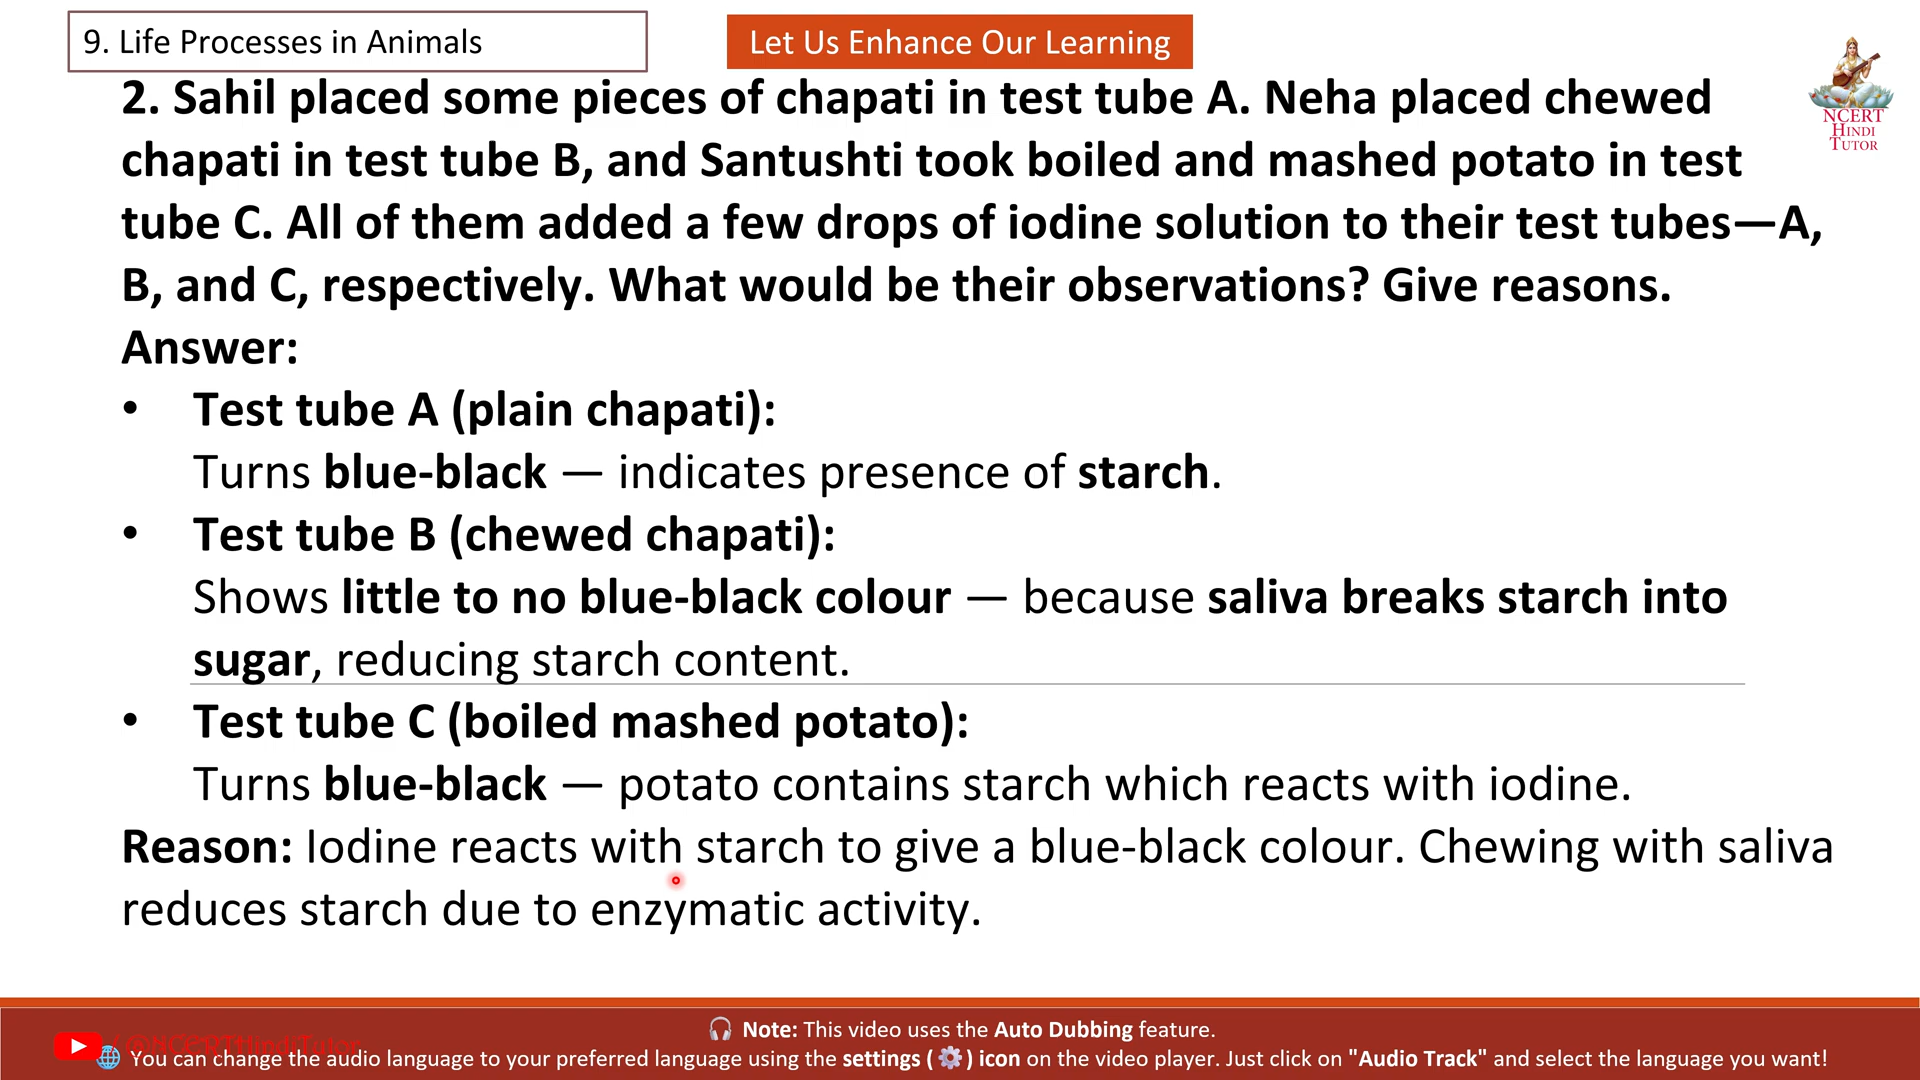 9. Life Processes in Animals
Let Us Enhance Our Learning
NCERT
HINDI
TUTOR
2. Sahil placed some pieces of chapati in test tube A. Neha placed chewed
chapati in test tube B, and Santushti took boiled and mashed potato in test
tube C. All of them added a few drops of iodine solution to their test tubes—A,
B, and C, respectively. What would be their observations? Give reasons.
Answer:
• Test tube A (plain chapati):
Turns blue-black — indicates presence of starch.
• Test tube B (chewed chapati):
Shows little to no blue-black colour — because saliva breaks starch into
sugar, reducing starch content.
• Test tube C (boiled mashed potato):
Turns blue-black — potato contains starch which reacts with iodine.
Reason: Iodine reacts with starch to give a blue-black colour. Chewing with saliva
reduces starch due to enzymatic activity.
🎧 Note: This video uses the Auto Dubbing feature.
/@NCERTHindiTutor
🌐 You can change the audio language to your preferred language using the settings (⚙️) icon on the video player. Just click on "Audio Track" and select the language you want!